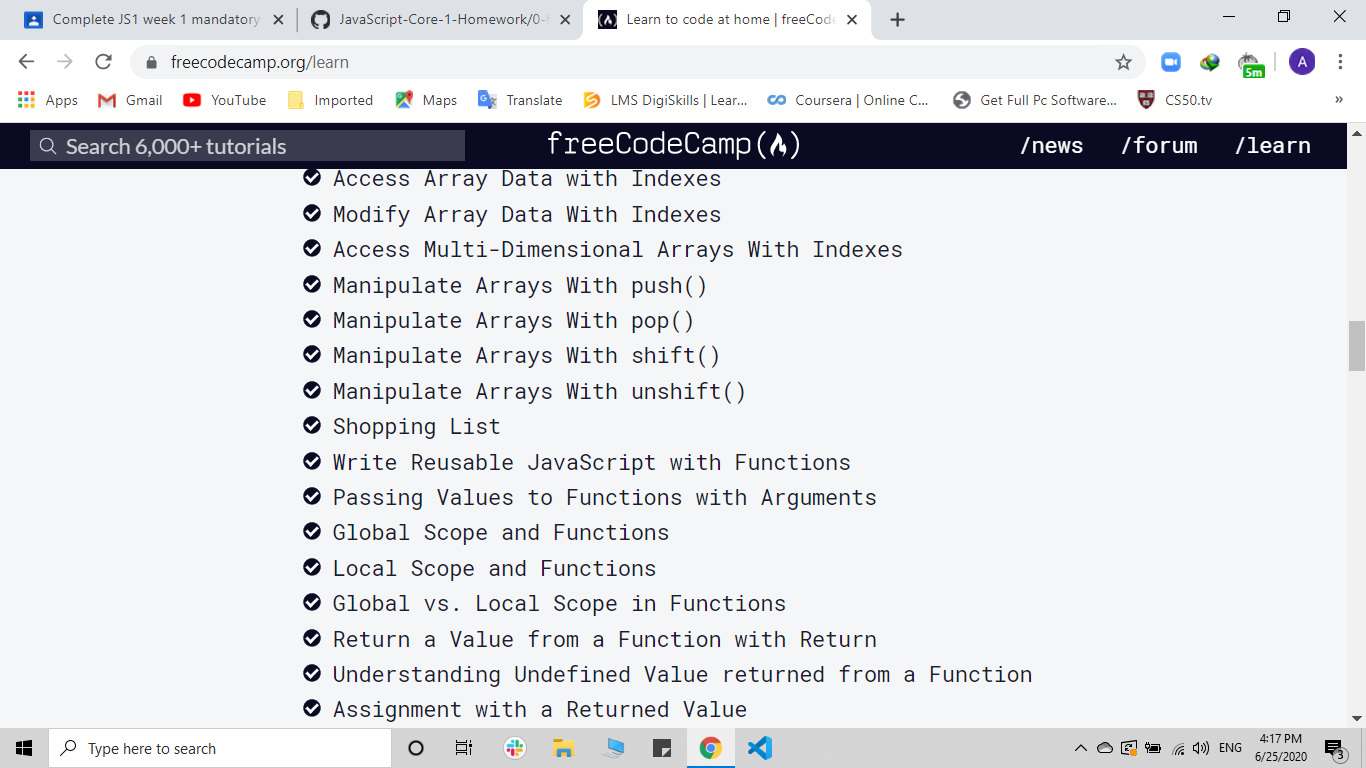 Complete JS1 week 1 mandatory
JavaScript-Core-1-Homework/0-
Learn to code at home | freeCode
freecodecamp.org/learn
5m
A
Apps
Gmail
YouTube
Imported
Maps
Translate
LMS DigiSkills | Lear...
Coursera | Online C...
Get Full Pc Software...
CS50.tv
»
Search 6,000+ tutorials
freeCodeCamp
/news
/forum
/learn
Access Array Data with Indexes
Modify Array Data With Indexes
Access Multi-Dimensional Arrays With Indexes
Manipulate Arrays With push()
Manipulate Arrays With pop()
Manipulate Arrays With shift()
Manipulate Arrays With unshift()
Shopping List
Write Reusable JavaScript with Functions
Passing Values to Functions with Arguments
Global Scope and Functions
Local Scope and Functions
Global vs. Local Scope in Functions
Return a Value from a Function with Return
Understanding Undefined Value returned from a Function
Assignment with a Returned Value
Type here to search
ENG
4:17 PM
6/25/2020
3